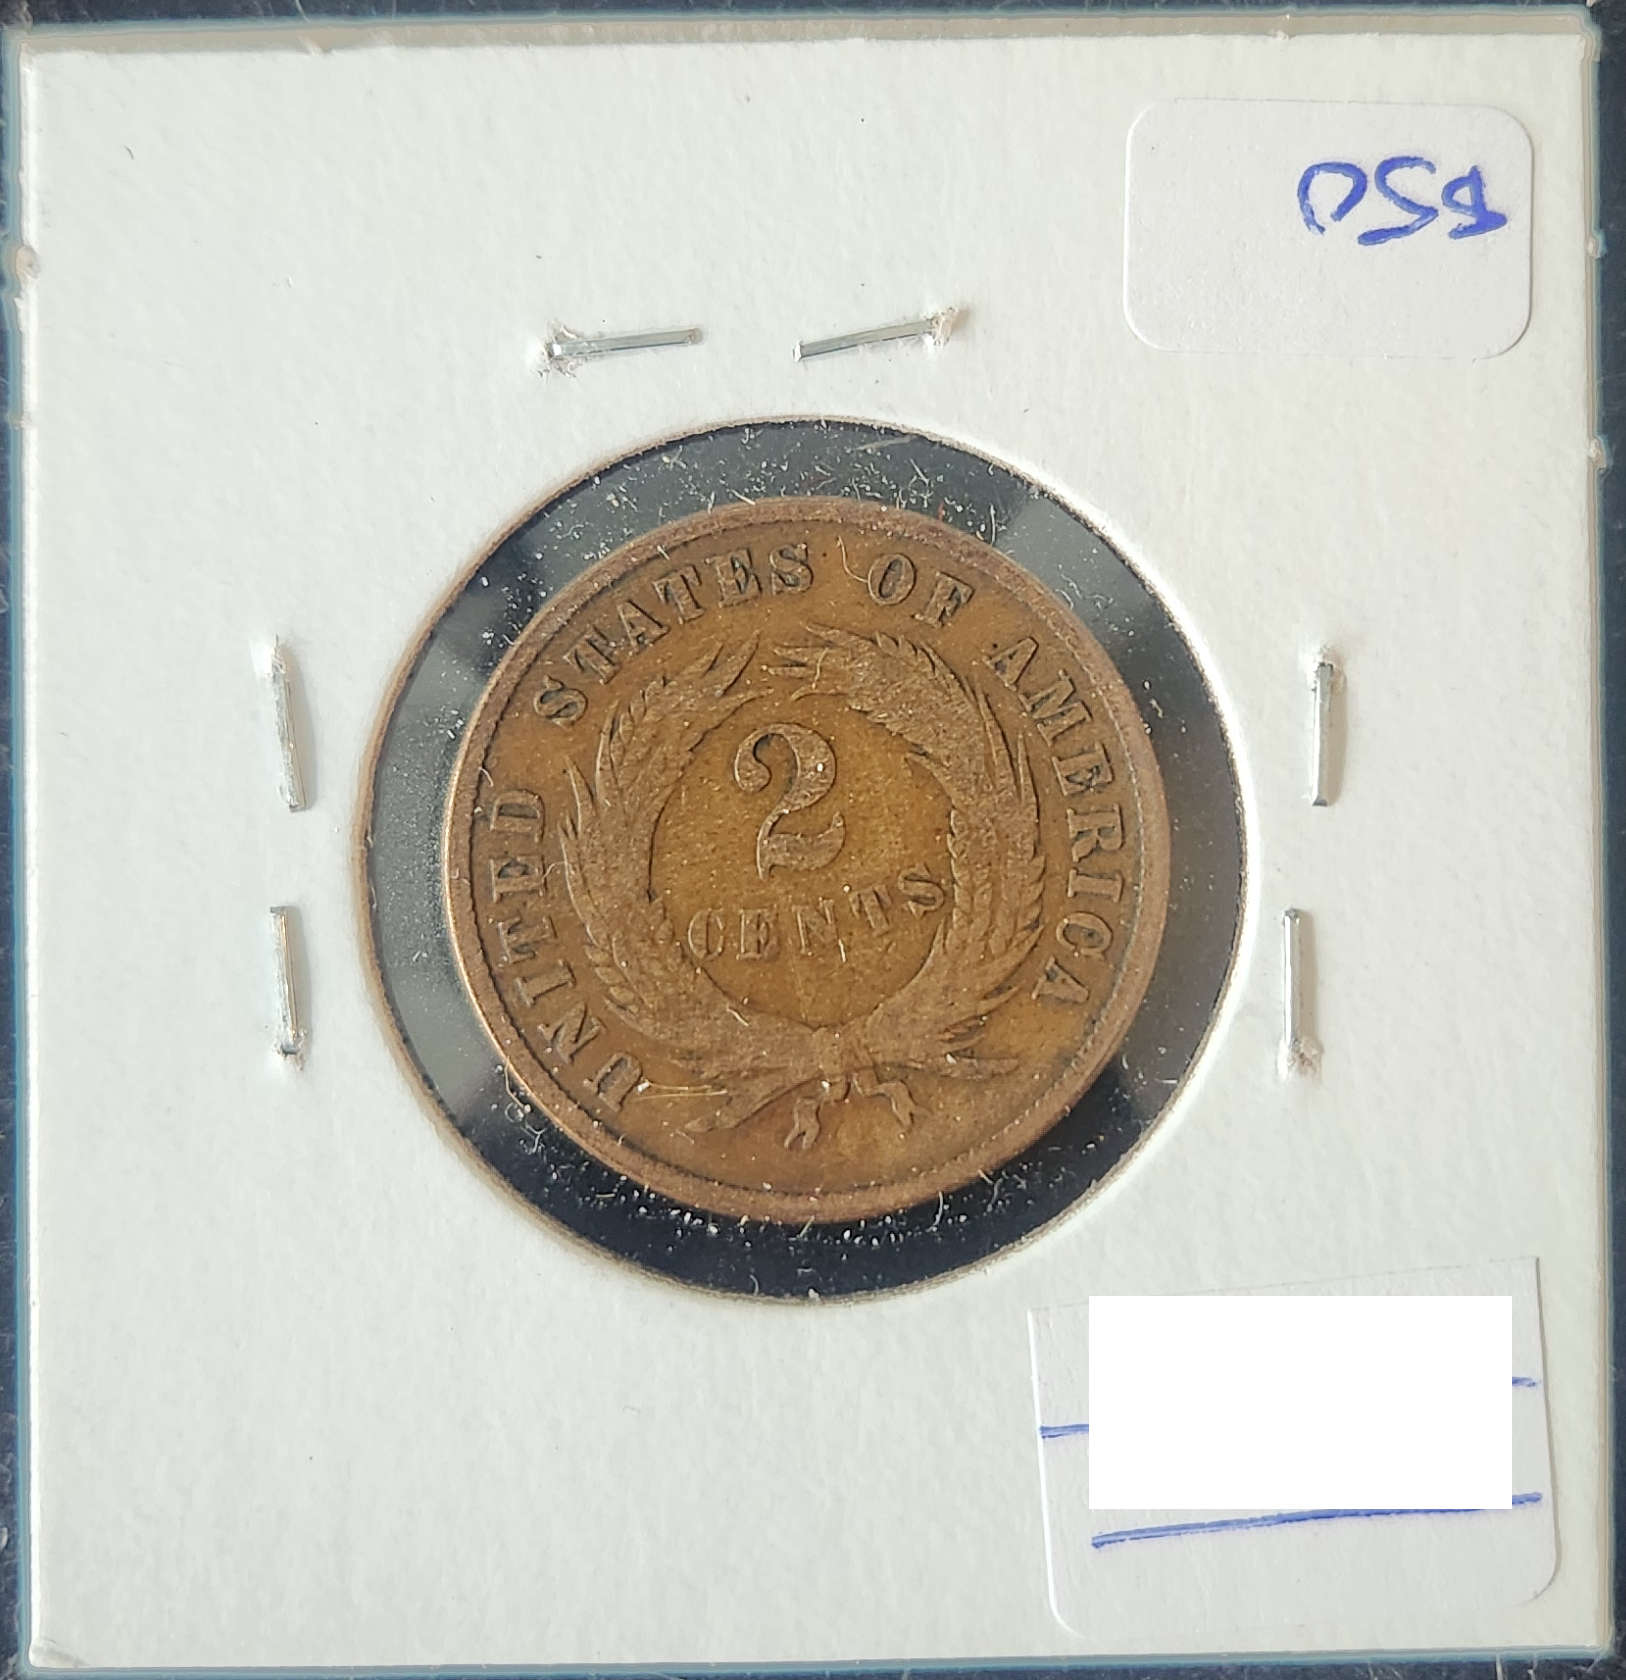 $50
UNITED STATES OF AMERICA
2
CENTS